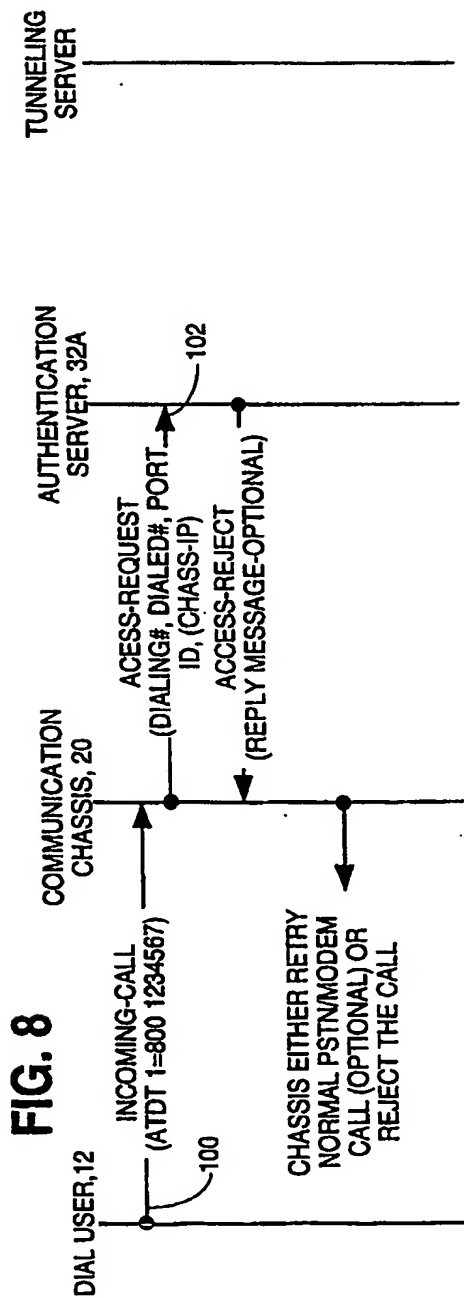 FIG. 8
DIAL USER,12
COMMUNICATION
CHASSIS, 20
AUTHENTICATION
SERVER, 32A
TUNNELING
SERVER
INCOMING-CALL
(ATDT 1=800 1234567)
100
ACESS-REQUEST
(DIALING#, DIALED#, PORT
ID, (CHASS-IP)
102
ACCESS-REJECT
(REPLY MESSAGE-OPTIONAL)
CHASSIS EITHER RETRY
NORMAL PSTN/MODEM
CALL (OPTIONAL) OR
REJECT THE CALL